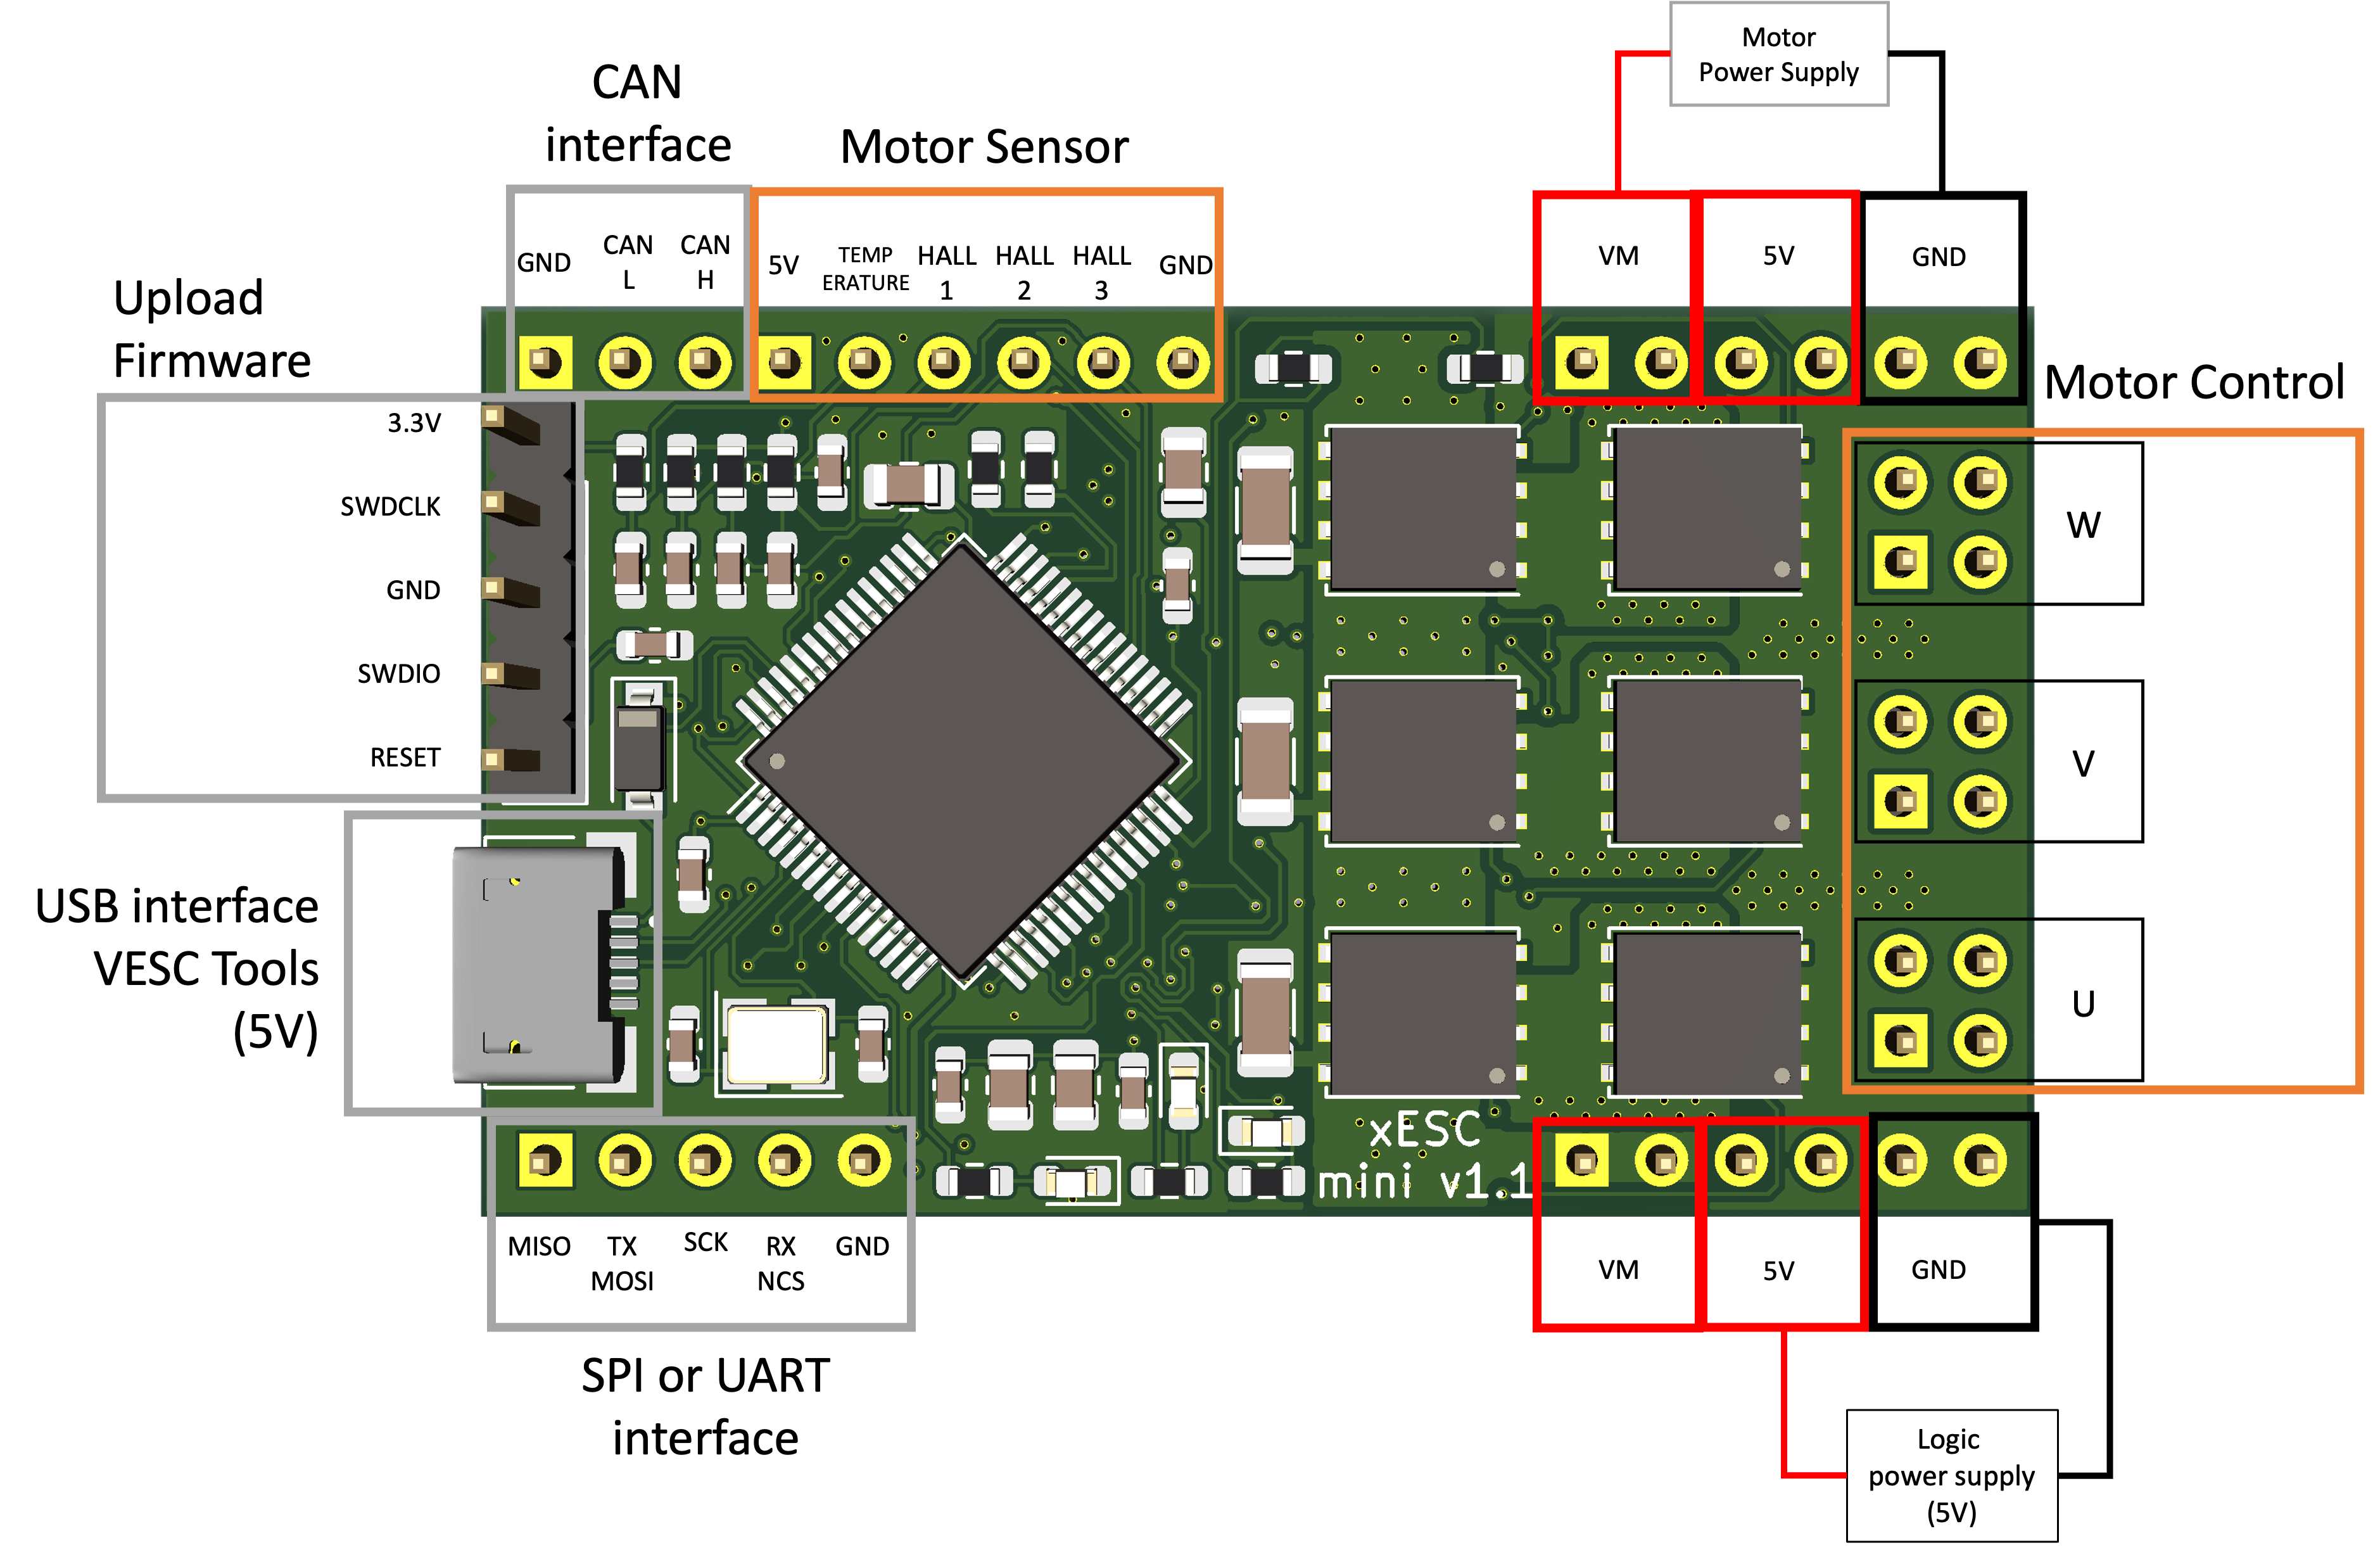 Motor
Power Supply
CAN
interface
Motor Sensor
GND
CAN
L
CAN
H
5V
TEMP
ERATURE
HALL
1
HALL
2
HALL
3
GND
VM
5V
GND
Upload
Firmware
Motor Control
3.3V
SWDCLK
GND
SWDIO
RESET
W
V
U
USB interface
VESC Tools
(5V)
xESC
mini v1.1
MISO
TX
MOSI
SCK
RX
NCS
GND
VM
5V
GND
SPI or UART
interface
Logic
power supply
(5V)